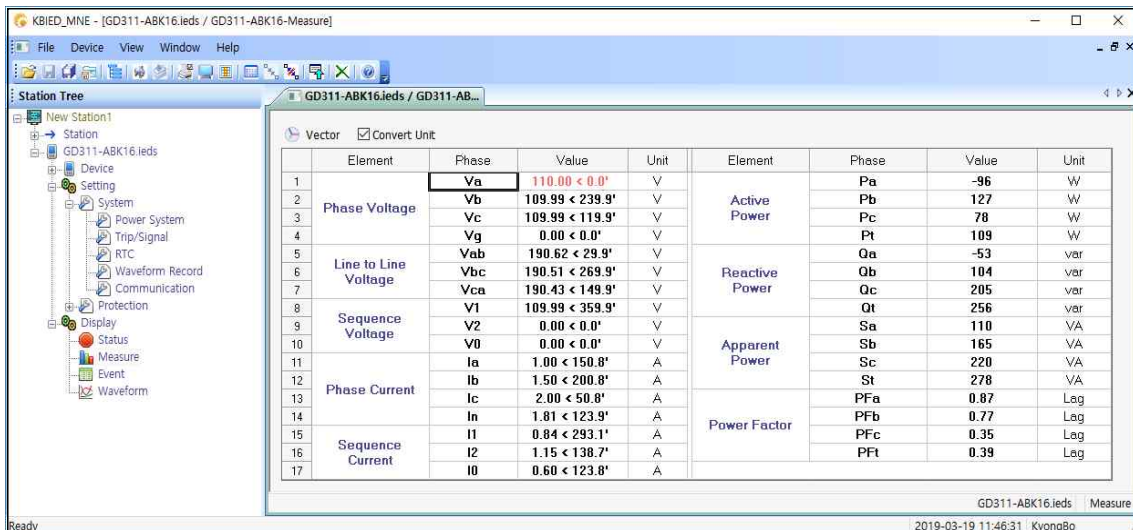 KBIED_MNE - [GD311-ABK16.ieds / GD311-ABK16-Measure]
File Device View Window Help
Station Tree
GD311-ABK16.ieds / GD311-AB...
New Station1
Station
GD311-ABK16.ieds
Device
Setting
System
Power System
Trip/Signal
RTC
Waveform Record
Communication
Protection
Display
Status
Measure
Event
Waveform
Vector Convert Unit
Element Phase Value Unit Element Phase Value Unit
1 Phase Voltage Va 110.00 < 0.0' V Active Power Pa -96 W
2 Vb 109.99 < 239.9' V Pb 127 W
3 Vc 109.99 < 119.9' V Pc 78 W
4 Vg 0.00 < 0.0' V Pt 109 W
5 Line to Line Voltage Vab 190.62 < 29.9' V Reactive Power Qa -53 var
6 Vbc 190.51 < 269.9' V Qb 104 var
7 Vca 190.43 < 149.9' V Qc 205 var
8 Sequence Voltage V1 109.99 < 359.9' V Qt 256 var
9 V2 0.00 < 0.0' V Apparent Power Sa 110 VA
10 V0 0.00 < 0.0' V Sb 165 VA
11 Phase Current Ia 1.00 < 150.8' A Sc 220 VA
12 Ib 1.50 < 200.8' A St 278 VA
13 Ic 2.00 < 50.8' A Power Factor PFa 0.87 Lag
14 In 1.81 < 123.9' A PFb 0.77 Lag
15 Sequence Current I1 0.84 < 293.1' A PFc 0.35 Lag
16 I2 1.15 < 138.7' A PFt 0.39 Lag
17 I0 0.60 < 123.8' A
GD311-ABK16.ieds Measure
Ready 2019-03-19 11:46:31 KyongBo